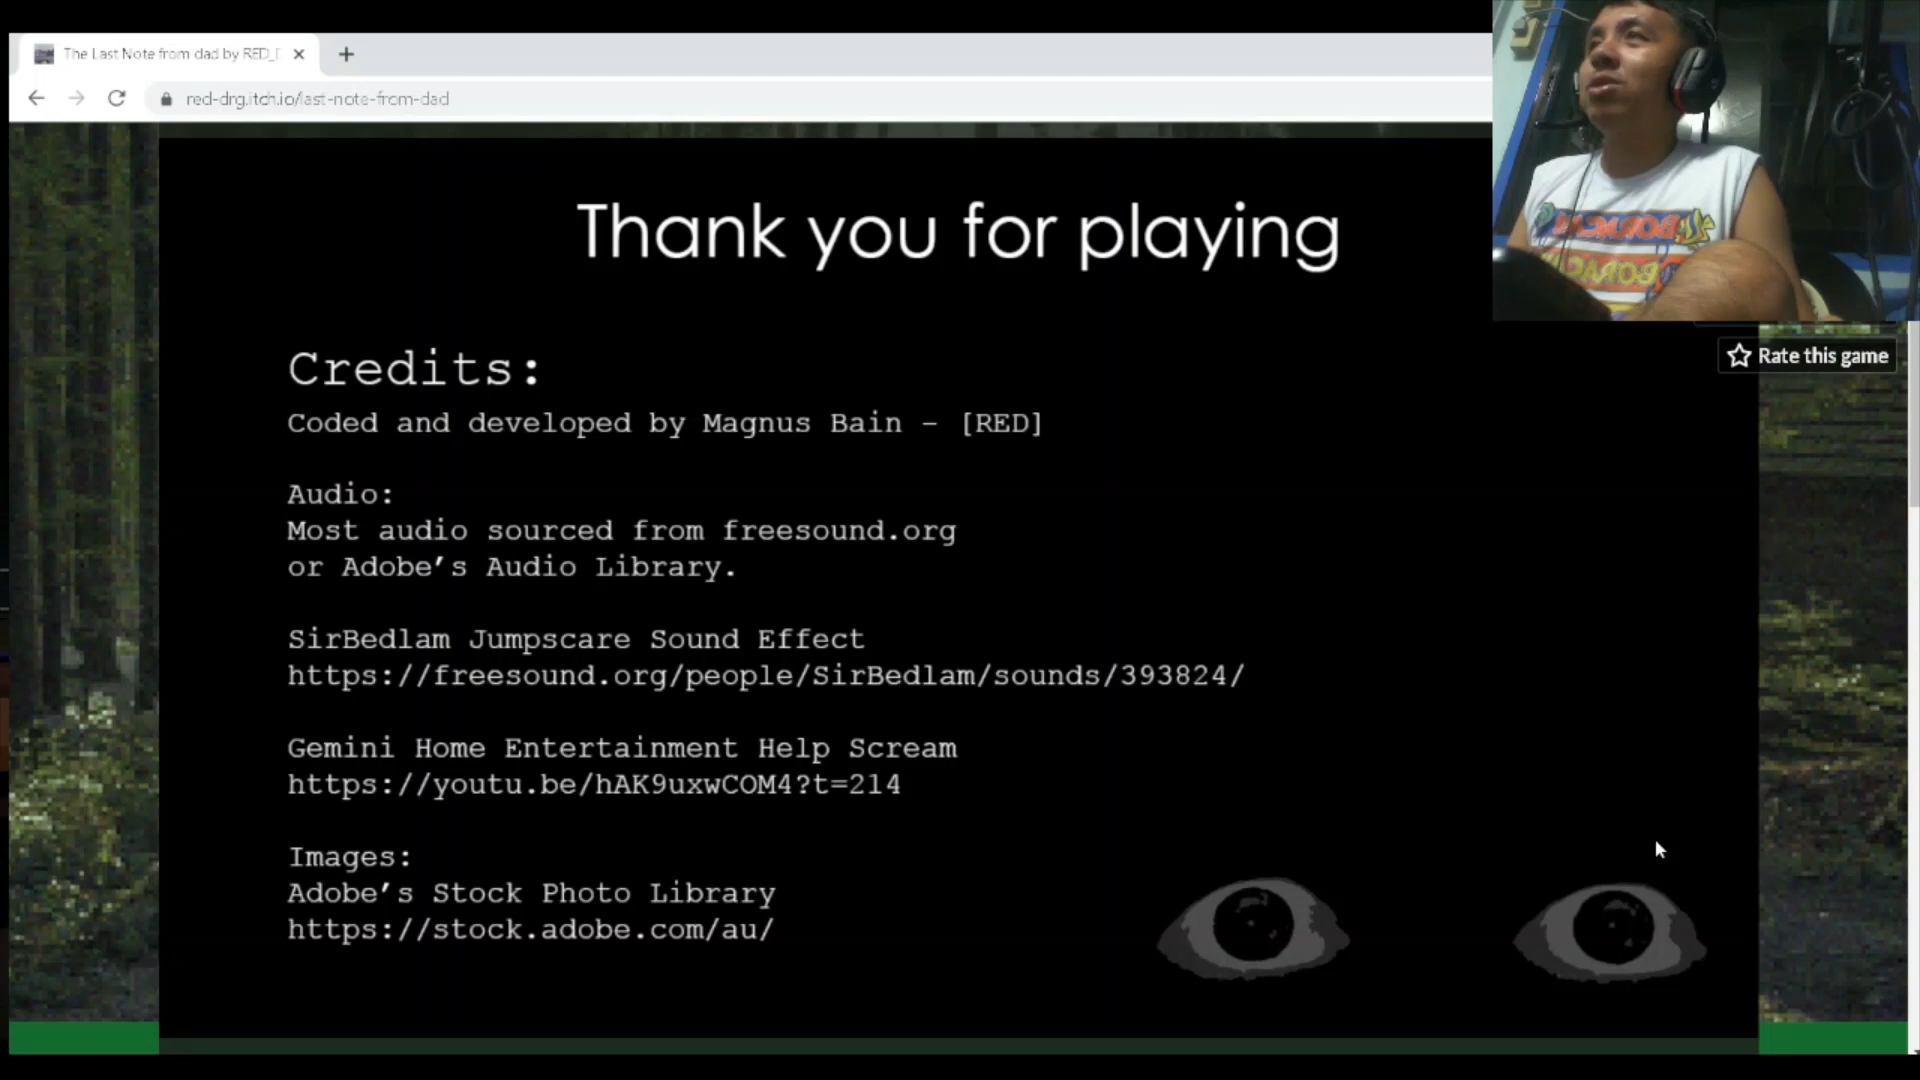 The Last Note from dad by RED_
red-drg.itch.io/last-note-from-dad
Thank you for playing
Rate this game
Credits:
Coded and developed by Magnus Bain - [RED]
Audio:
Most audio sourced from freesound.org
or Adobe's Audio Library.
SirBedlam Jumpscare Sound Effect
https://freesound.org/people/SirBedlam/sounds/393824/
Gemini Home Entertainment Help Scream
https://youtu.be/hAK9uxwCOM4?t=214
Images:
Adobe's Stock Photo Library
https://stock.adobe.com/au/
BORACAY
BORACAY